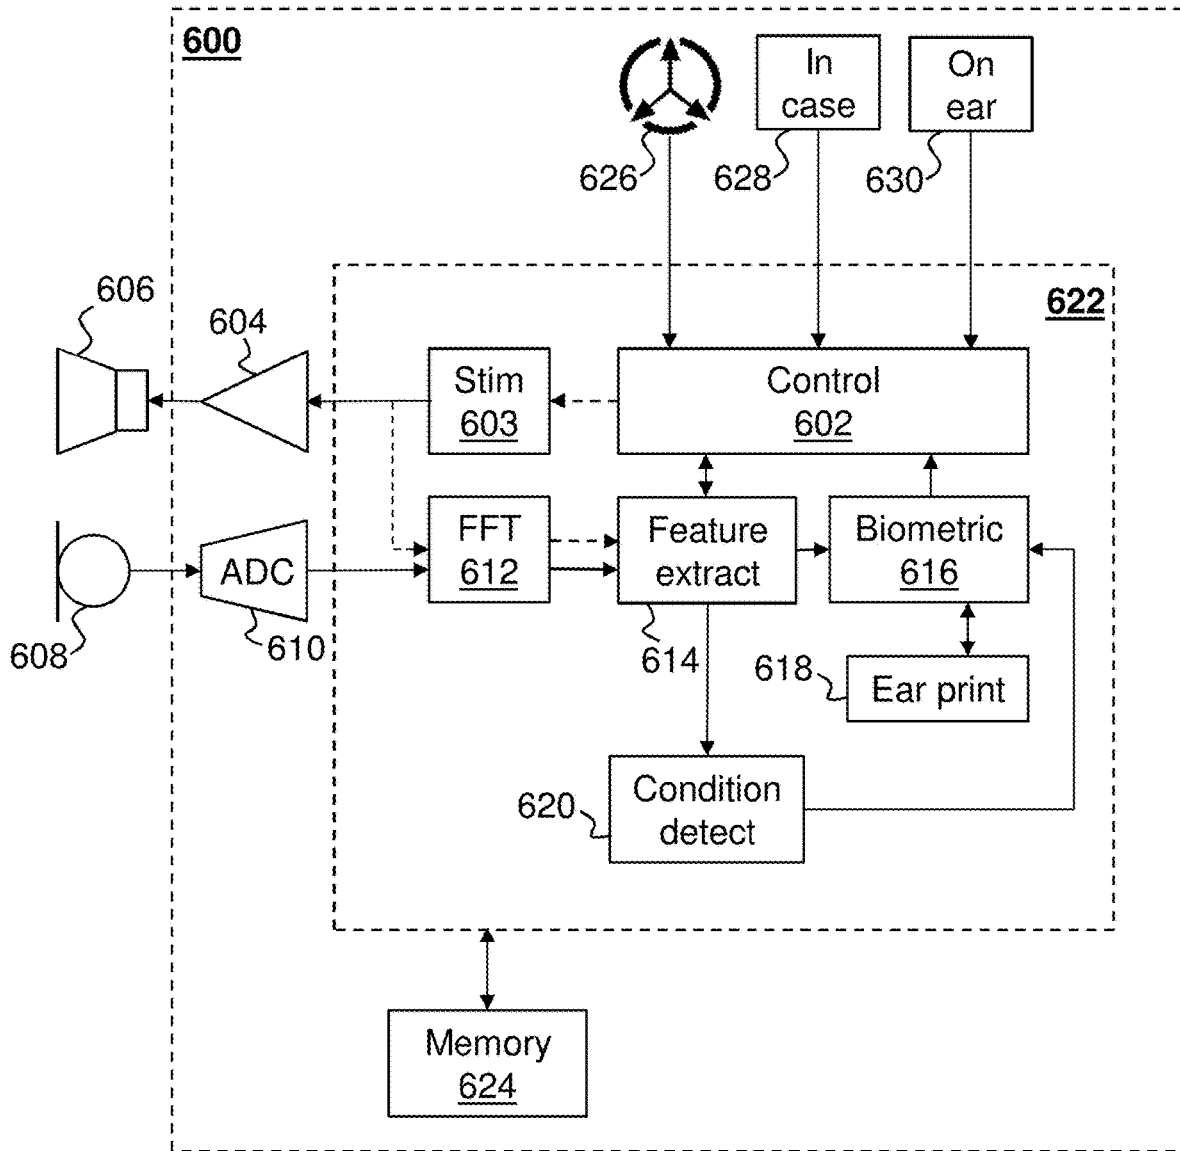 600
In
case
On
ear
626
628
630
622
606
604
Stim
603
Control
602
FFT
612
Feature
extract
Biometric
616
ADC
608
610
614
618
Ear print
620
Condition
detect
Memory
624